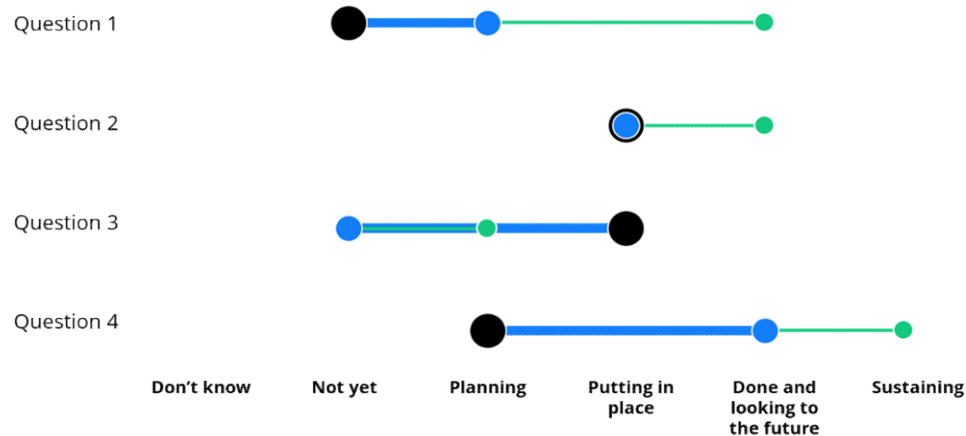 Question 1
Question 2
Question 3
Question 4
Don’t know
Not yet
Planning
Putting in
place
Done and
looking to
the future
Sustaining